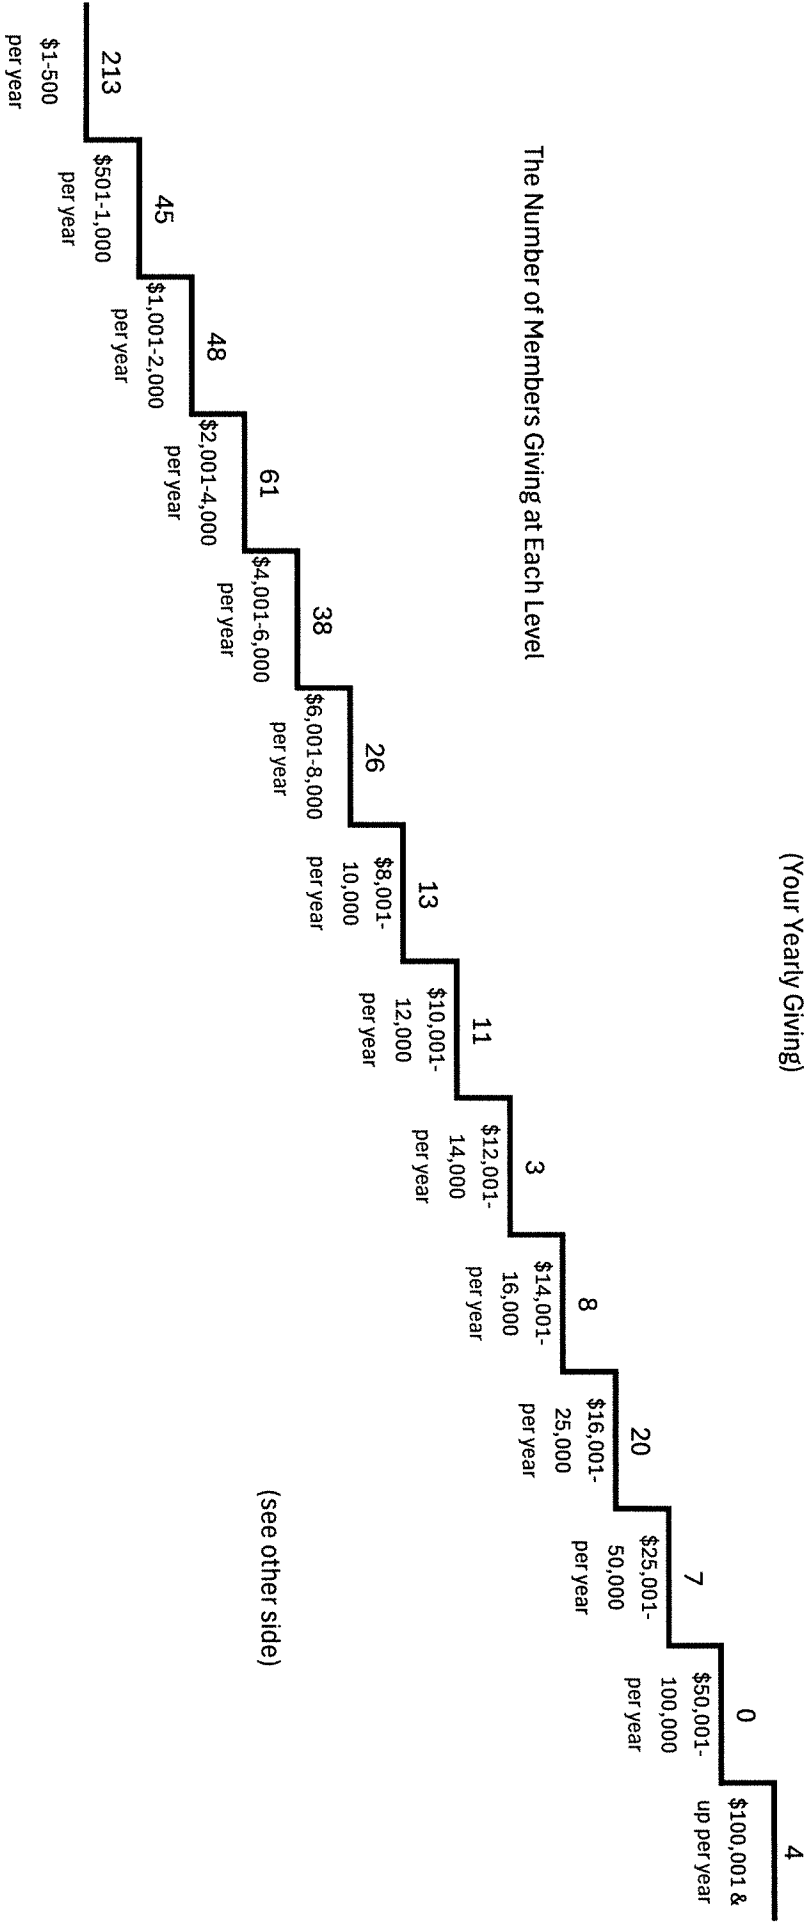 (Your Yearly Giving)
The Number of Members Giving at Each Level
213
$1-500
per year
45
$501-1,000
per year
48
$1,001-2,000
per year
61
$2,001-4,000
per year
38
$4,001-6,000
per year
26
$6,001-8,000
per year
13
$8,001-
10,000
per year
11
$10,001-
12,000
per year
3
$12,001-
14,000
per year
8
$14,001-
16,000
per year
20
$16,001-
25,000
per year
7
$25,001-
50,000
per year
0
$50,001-
100,000
per year
4
$100,001 &
up per year
(see other side)